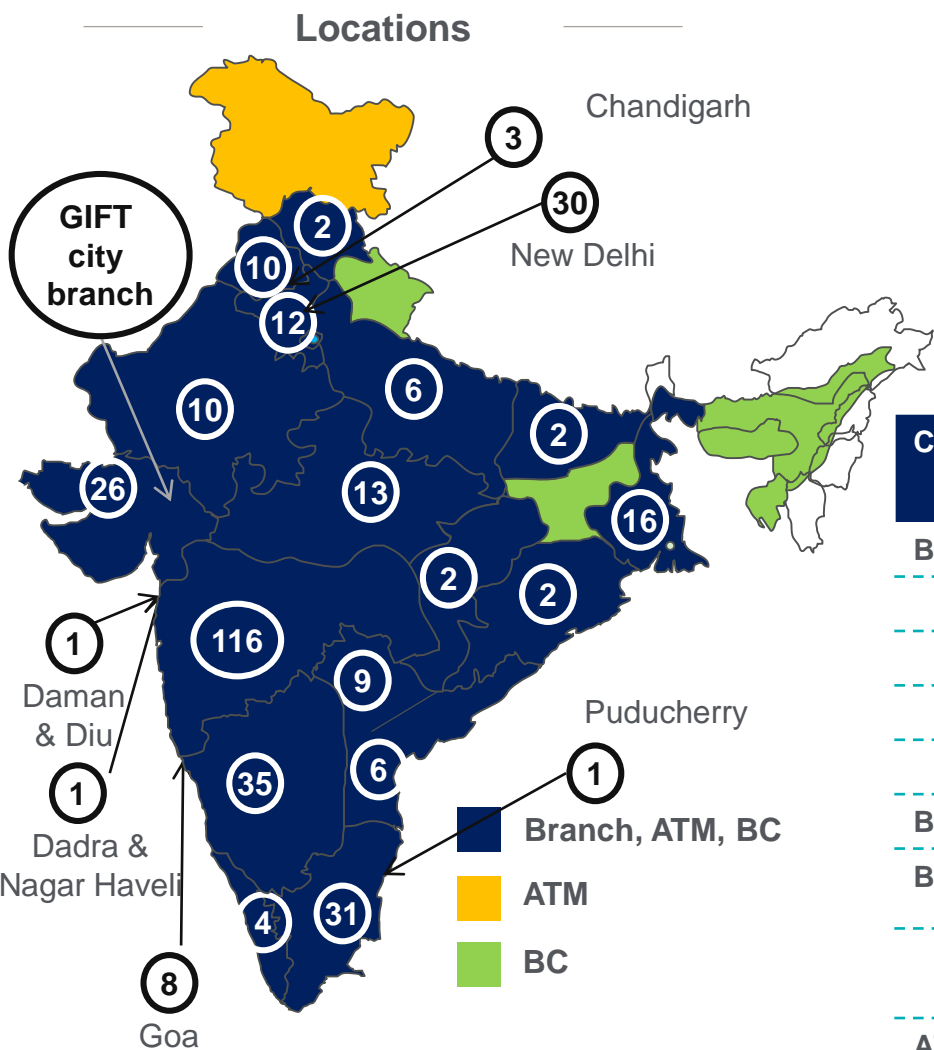 Locations
Chandigarh
3
GIFT
city
branch
30
2
New Delhi
10
12
6
10
2
26
13
C
16
B
2
2
1
116
9
Daman
& Diu
Puducherry
6
1
35
1
Branch, ATM, BC
B
Dadra &
Nagar Haveli
B
ATM
4
31
BC
8
Goa
A